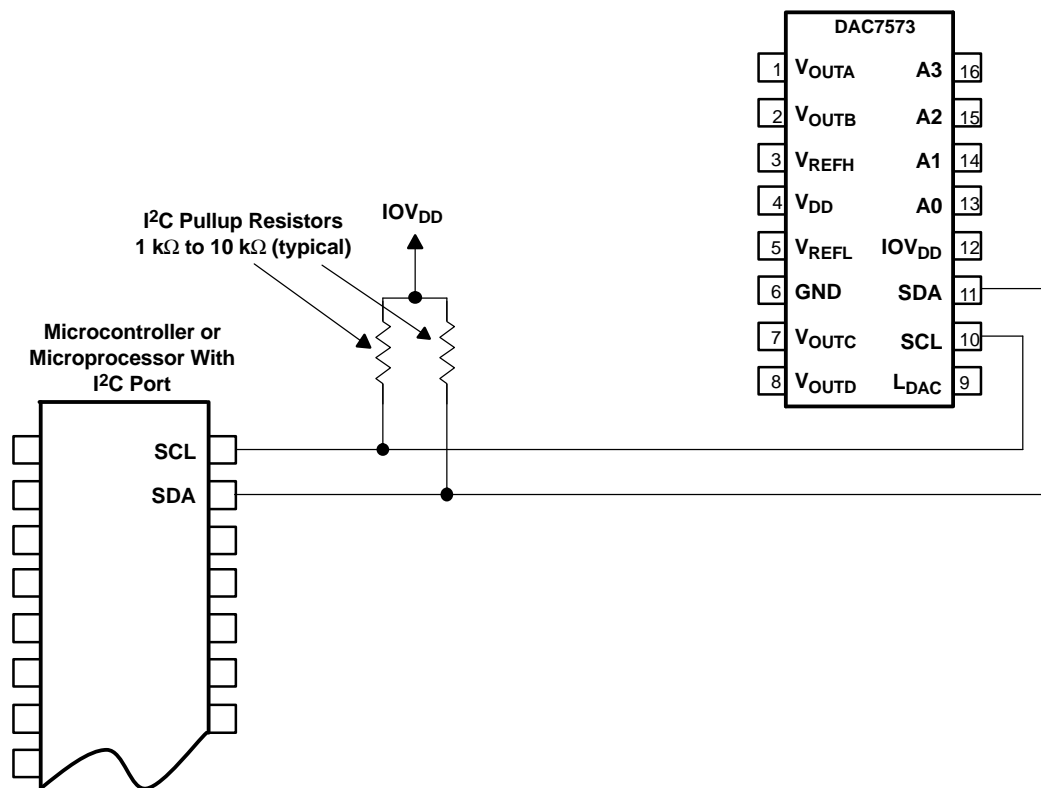 DAC7573
1 VOUTA A3 16
2 VOUTB A2 15
3 VREFH A1 14
4 VDD A0 13
5 VREFL IOVDD 12
6 GND SDA 11
7 VOUTC SCL 10
8 VOUTD LDAC 9
I²C Pullup Resistors
1 kΩ to 10 kΩ (typical)
IOVDD
Microcontroller or
Microprocessor With
I²C Port
SCL
SDA